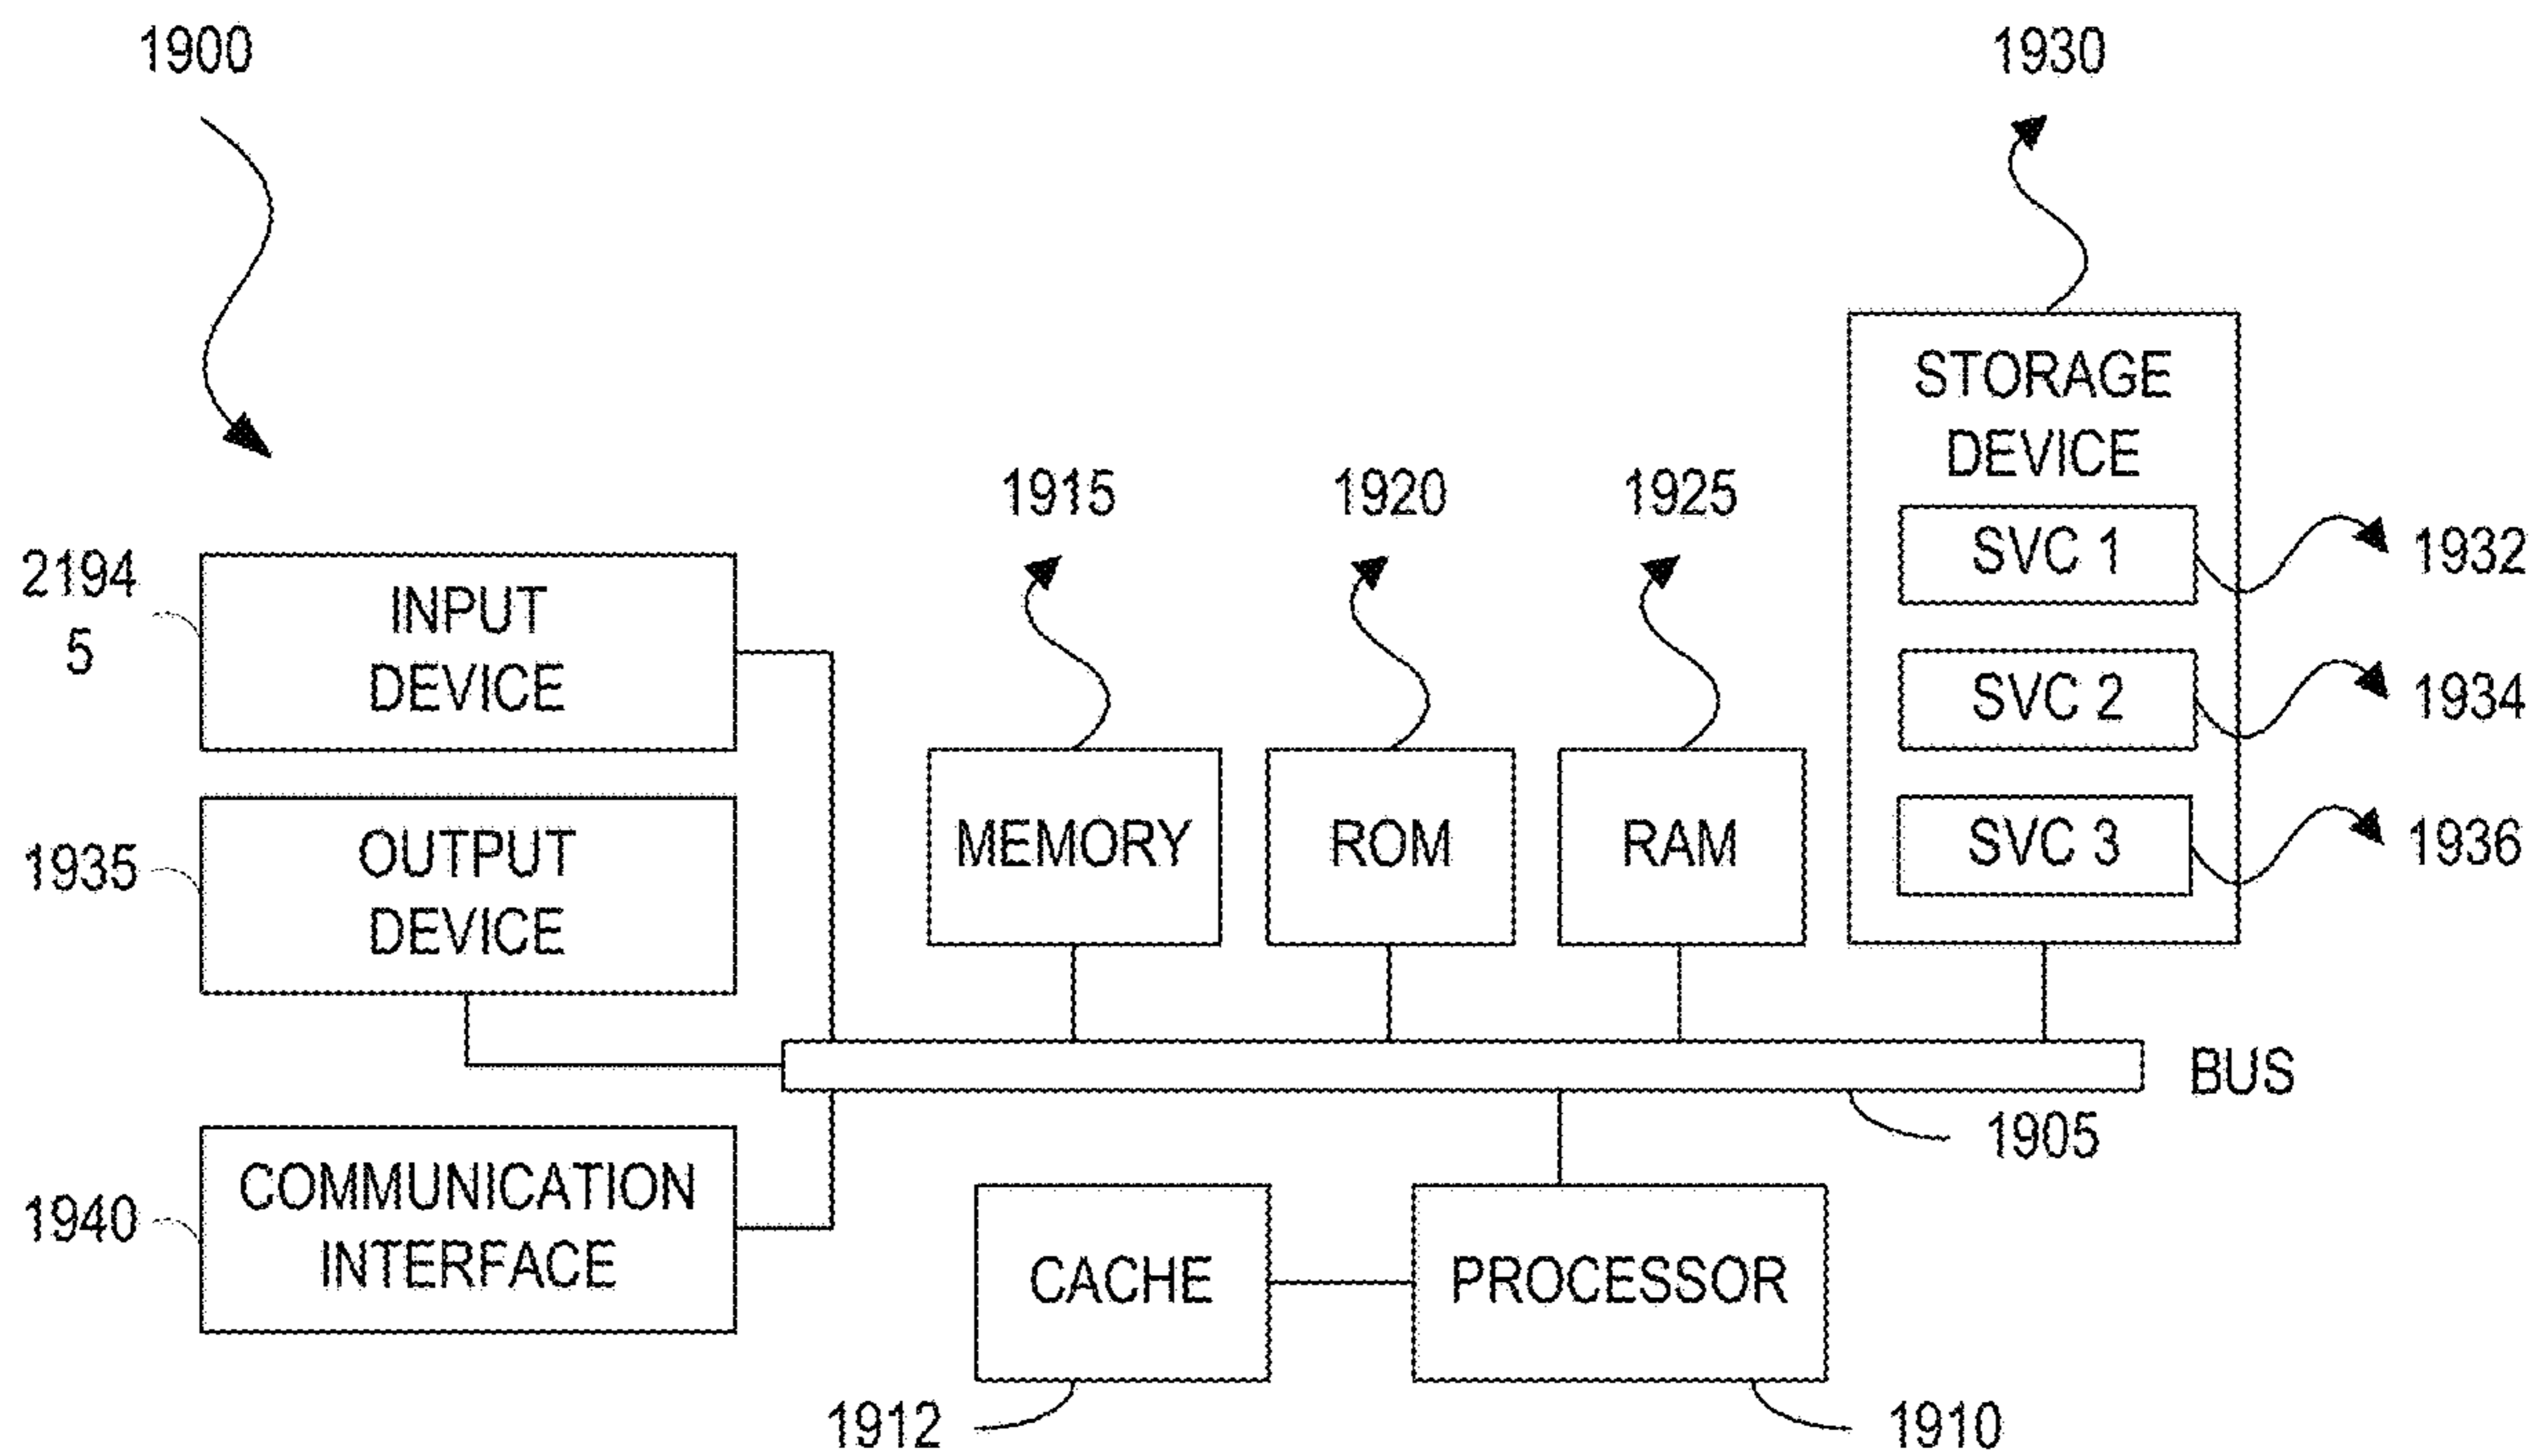 1900
1930
STORAGE
DEVICE
SVC 1
1932
SVC 2
1934
SVC 3
1936
1915
1920
1925
2194
5
INPUT
DEVICE
MEMORY
ROM
RAM
1935
OUTPUT
DEVICE
BUS
1905
1940
COMMUNICATION
INTERFACE
CACHE
PROCESSOR
1912
1910